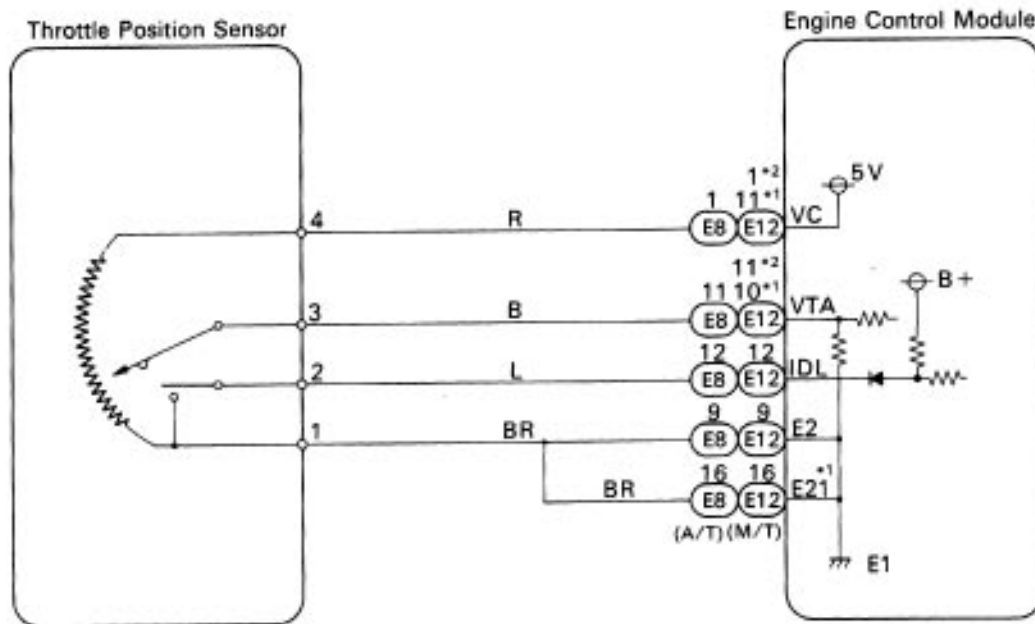 Throttle Position Sensor
Engine Control Module
1*2
5V
4
R
1
11*1
VC
E8
E12
11*2
B+
3
B
11
10*1
VTA
E8
E12
2
L
12
12
IDL
E8
E12
1
BR
9
9
E2
E8
E12
BR
16
16
E21*1
E8
E12
(A/T)
(M/T)
E1